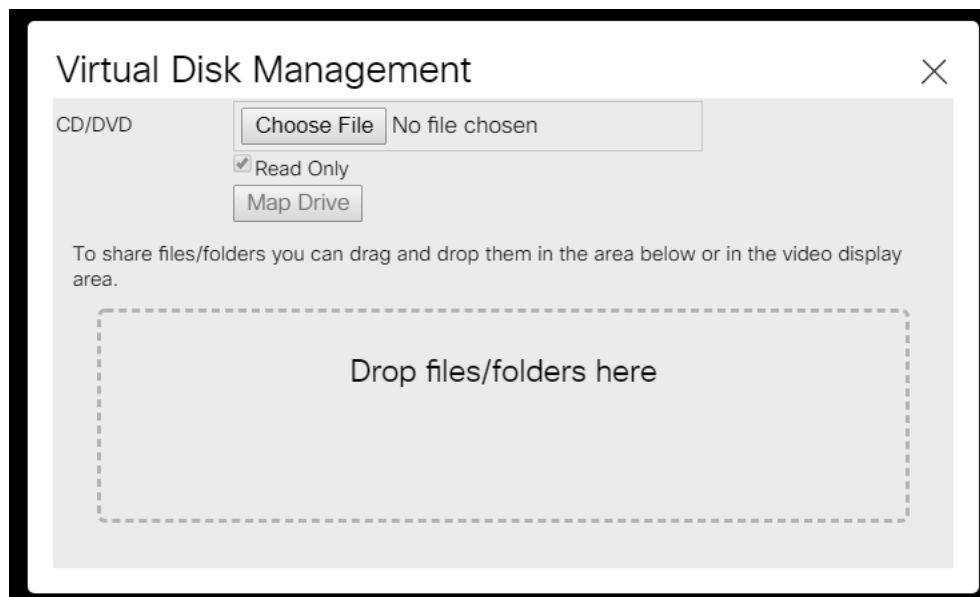 Virtual Disk Management
CD/DVD
Choose File No file chosen
Read Only
Map Drive
To share files/folders you can drag and drop them in the area below or in the video display
area.
Drop files/folders here